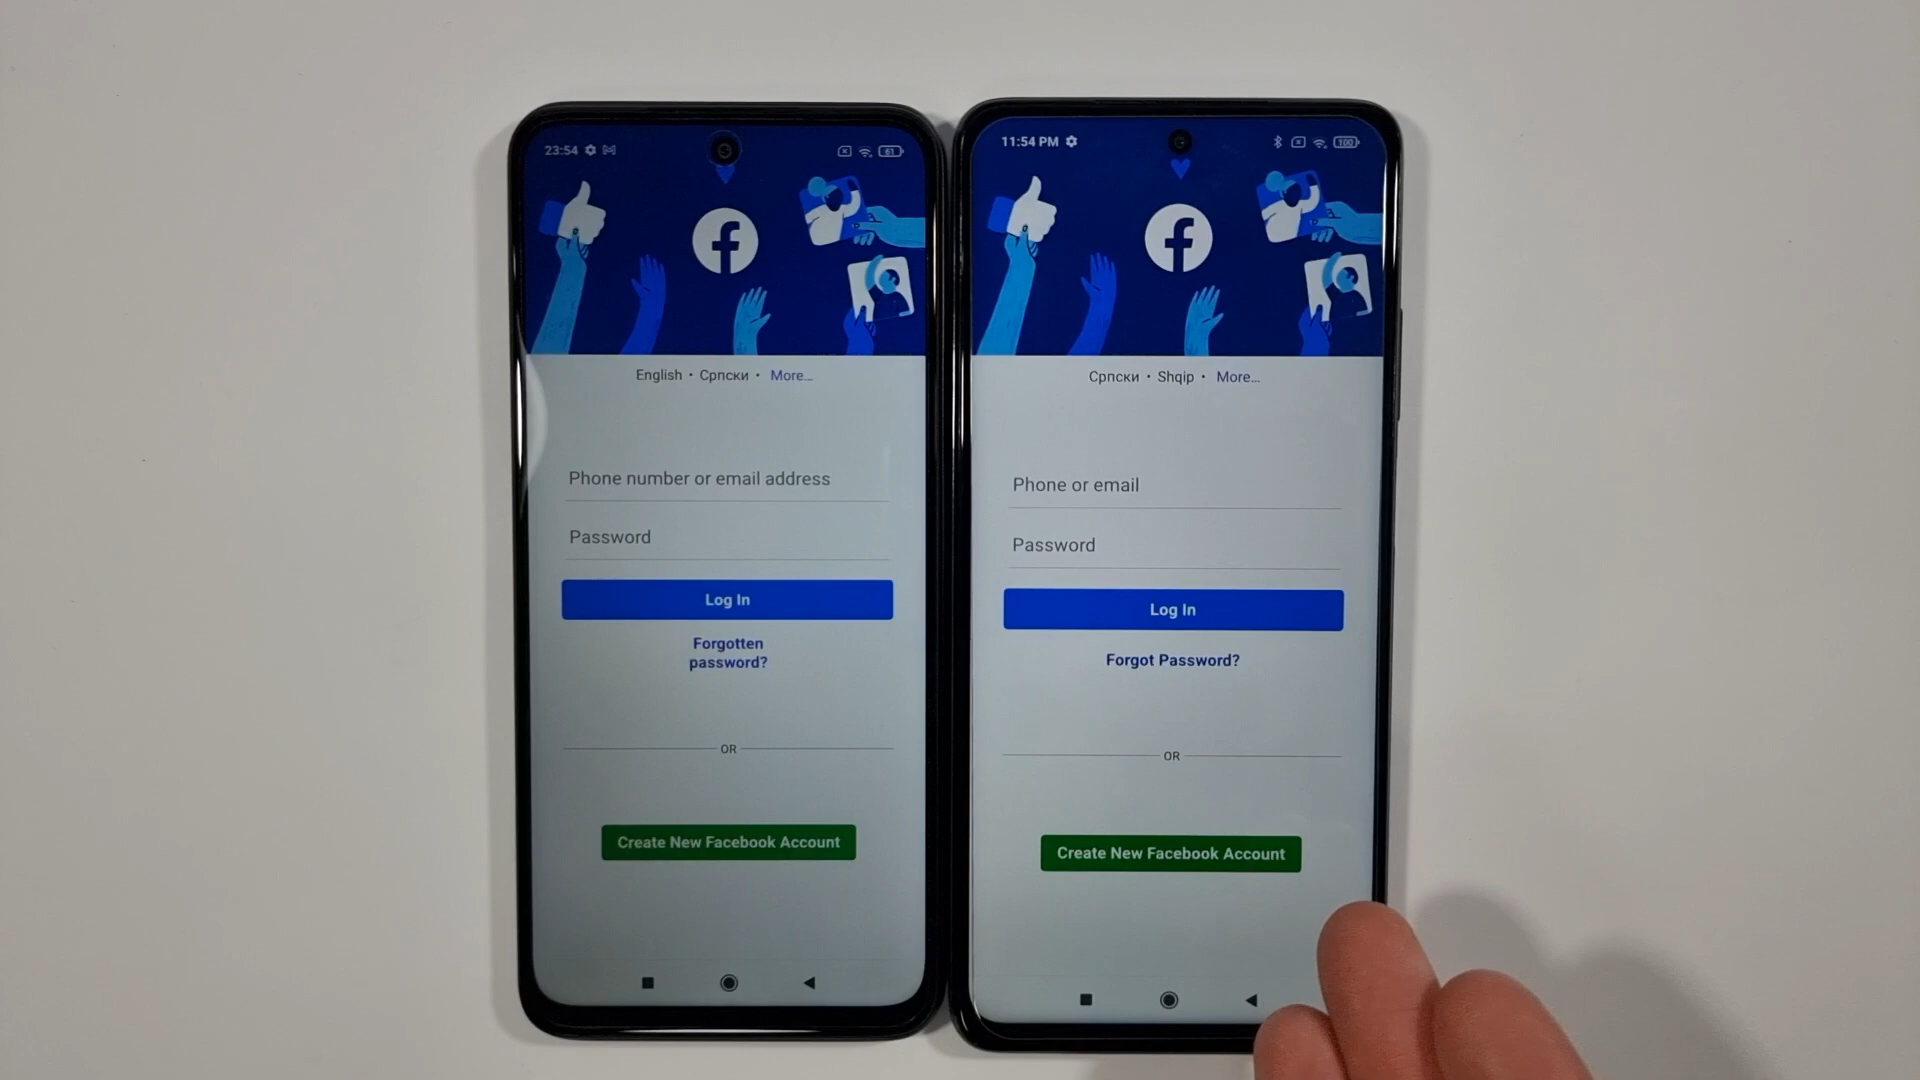 23:54
61
English · Српски · More...
Phone number or email address
Password
Log In
Forgotten
password?
OR
Create New Facebook Account
11:54 PM
100
Српски · Shqip · More...
Phone or email
Password
Log In
Forgot Password?
OR
Create New Facebook Account